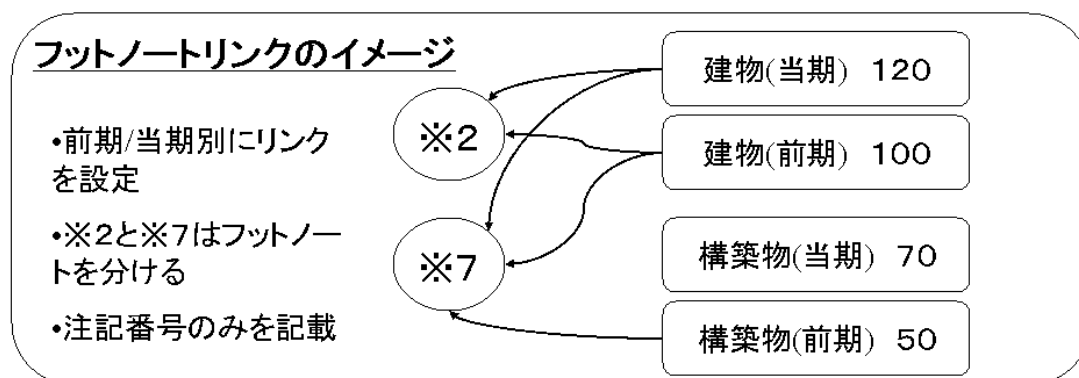 フットノートリンクのイメージ
•前期/当期別にリンク
を設定
•※2と※7はフットノー
トを分ける
•注記番号のみを記載
※2
※7
建物(当期) 120
建物(前期) 100
構築物(当期) 70
構築物(前期) 50